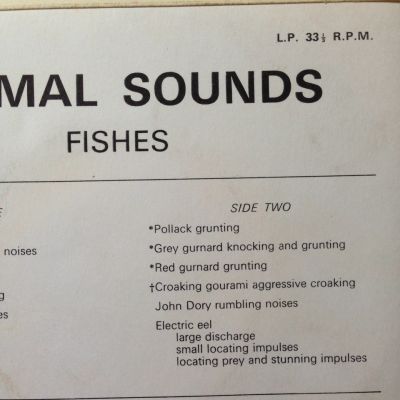 L.P. 33⅓ R.P.M.
MAL SOUNDS
FISHES
SIDE TWO
*Pollack grunting
noises
*Grey gurnard knocking and grunting
*Red gurnard grunting
†Croaking gourami aggressive croaking
John Dory rumbling noises
Electric eel
large discharge
small locating impulses
locating prey and stunning impulses